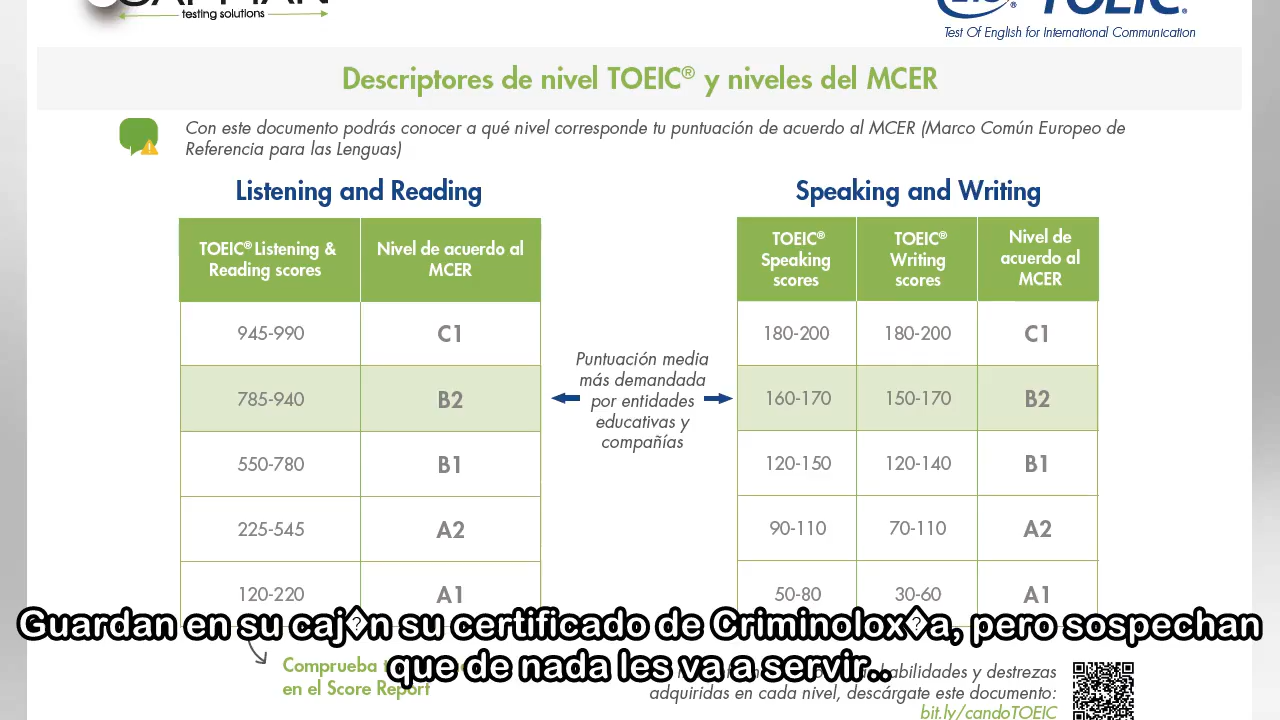 testing solutions
TOEIC®
Test Of English for International Communication
Descriptores de nivel TOEIC® y niveles del MCER
Con este documento podrás conocer a qué nivel corresponde tu puntuación de acuerdo al MCER (Marco Común Europeo de
Referencia para las Lenguas)
Listening and Reading
TOEIC® Listening &
Reading scores
Nivel de acuerdo al
MCER
945-990 C1
785-940 B2
550-780 B1
225-545 A2
120-220 A1
Puntuación media
más demandada
por entidades
educativas y
compañías
Speaking and Writing
TOEIC®
Speaking
scores
TOEIC®
Writing
scores
Nivel de
acuerdo al
MCER
180-200 180-200 C1
160-170 150-170 B2
120-150 120-140 B1
90-110 70-110 A2
50-80 30-60 A1
Guardan en su caj�n su certificado de Criminolox�a, pero sospechan
que de nada les va a servir..
Comprueba
en el Score Report
habilidades y destrezas
adquiridas en cada nivel, descárgate este documento:
bit.ly/candoTOEIC